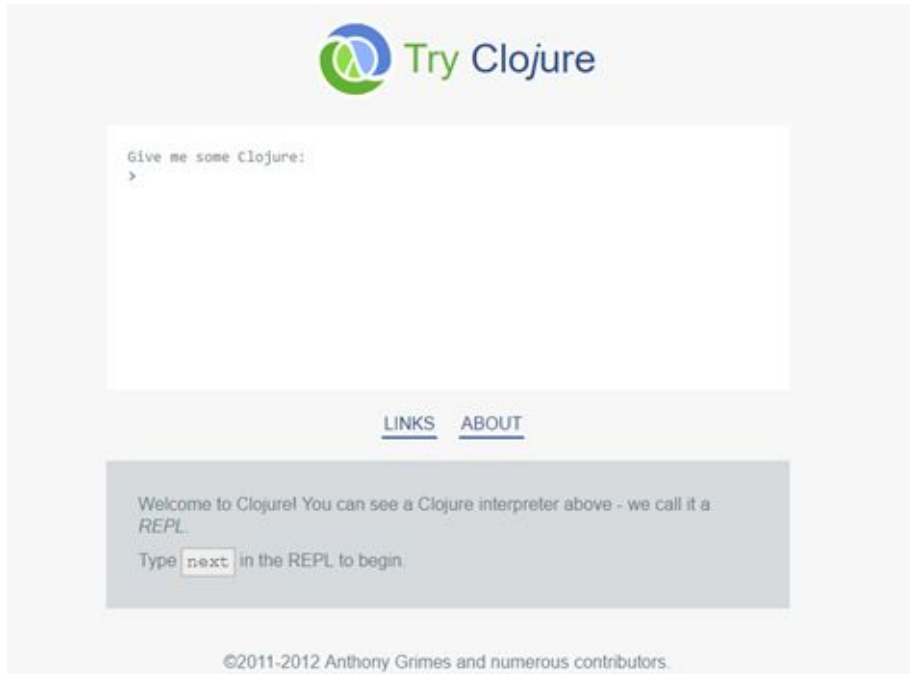 Try Clojure
Give me some Clojure:
>
LINKS ABOUT
Welcome to Clojure! You can see a Clojure interpreter above - we call it a
REPL.
Type next in the REPL to begin.
©2011-2012 Anthony Grimes and numerous contributors.